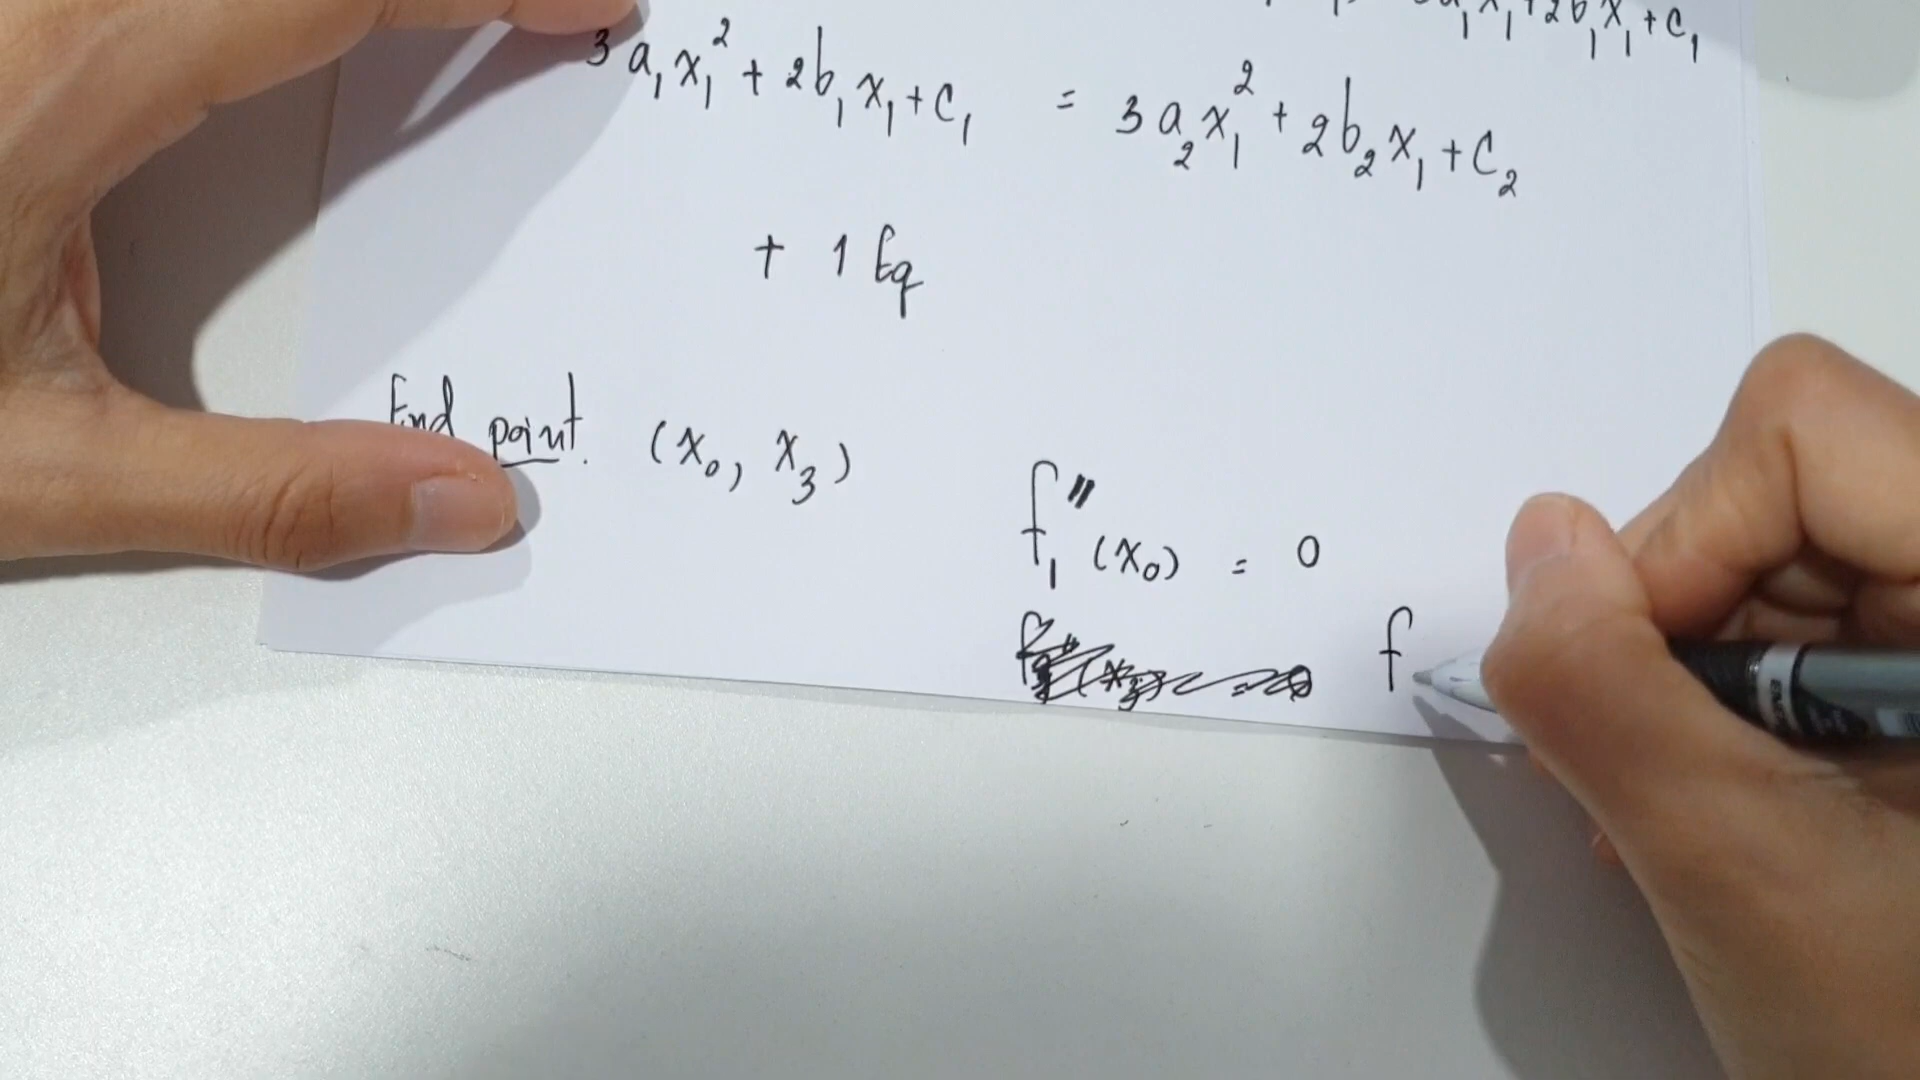 3a₁x₁² + 2b₁x₁ + c₁ = 3a₂x₁² + 2b₂x₁ + c₂
+ 1 Eq
End point. (x₀, x₃)
f₁''(x₀) = 0
f